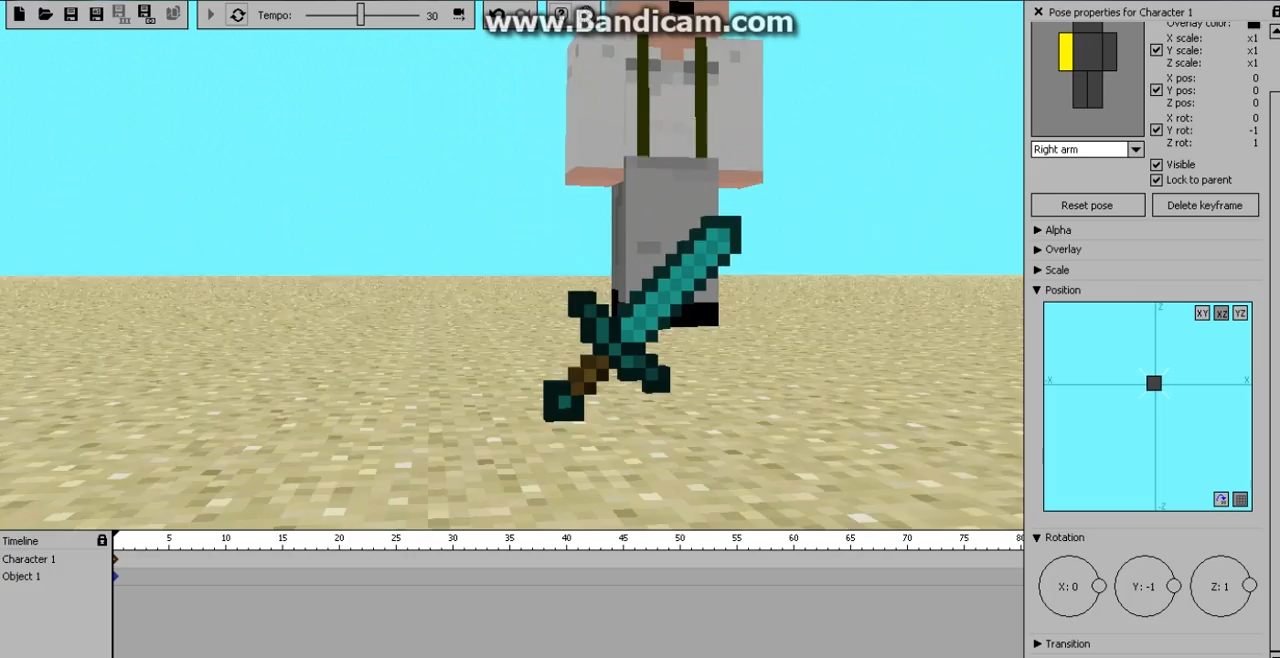 Tempo:
30
www.Bandicam.com
Pose properties for Character 1
Overlay color:
X scale: x1
Y scale: x1
Z scale: x1
X pos: 0
Y pos: 0
Z pos: 0
X rot: 0
Y rot: -1
Z rot: 1
Right arm
Visible
Lock to parent
Reset pose
Delete keyframe
Alpha
Overlay
Scale
Position
XY XZ YZ
Z
-X X
-Z
Rotation
X: 0 Y: -1 Z: 1
Transition
Timeline
5 10 15 20 25 30 35 40 45 50 55 60 65 70 75 80
Character 1
Object 1